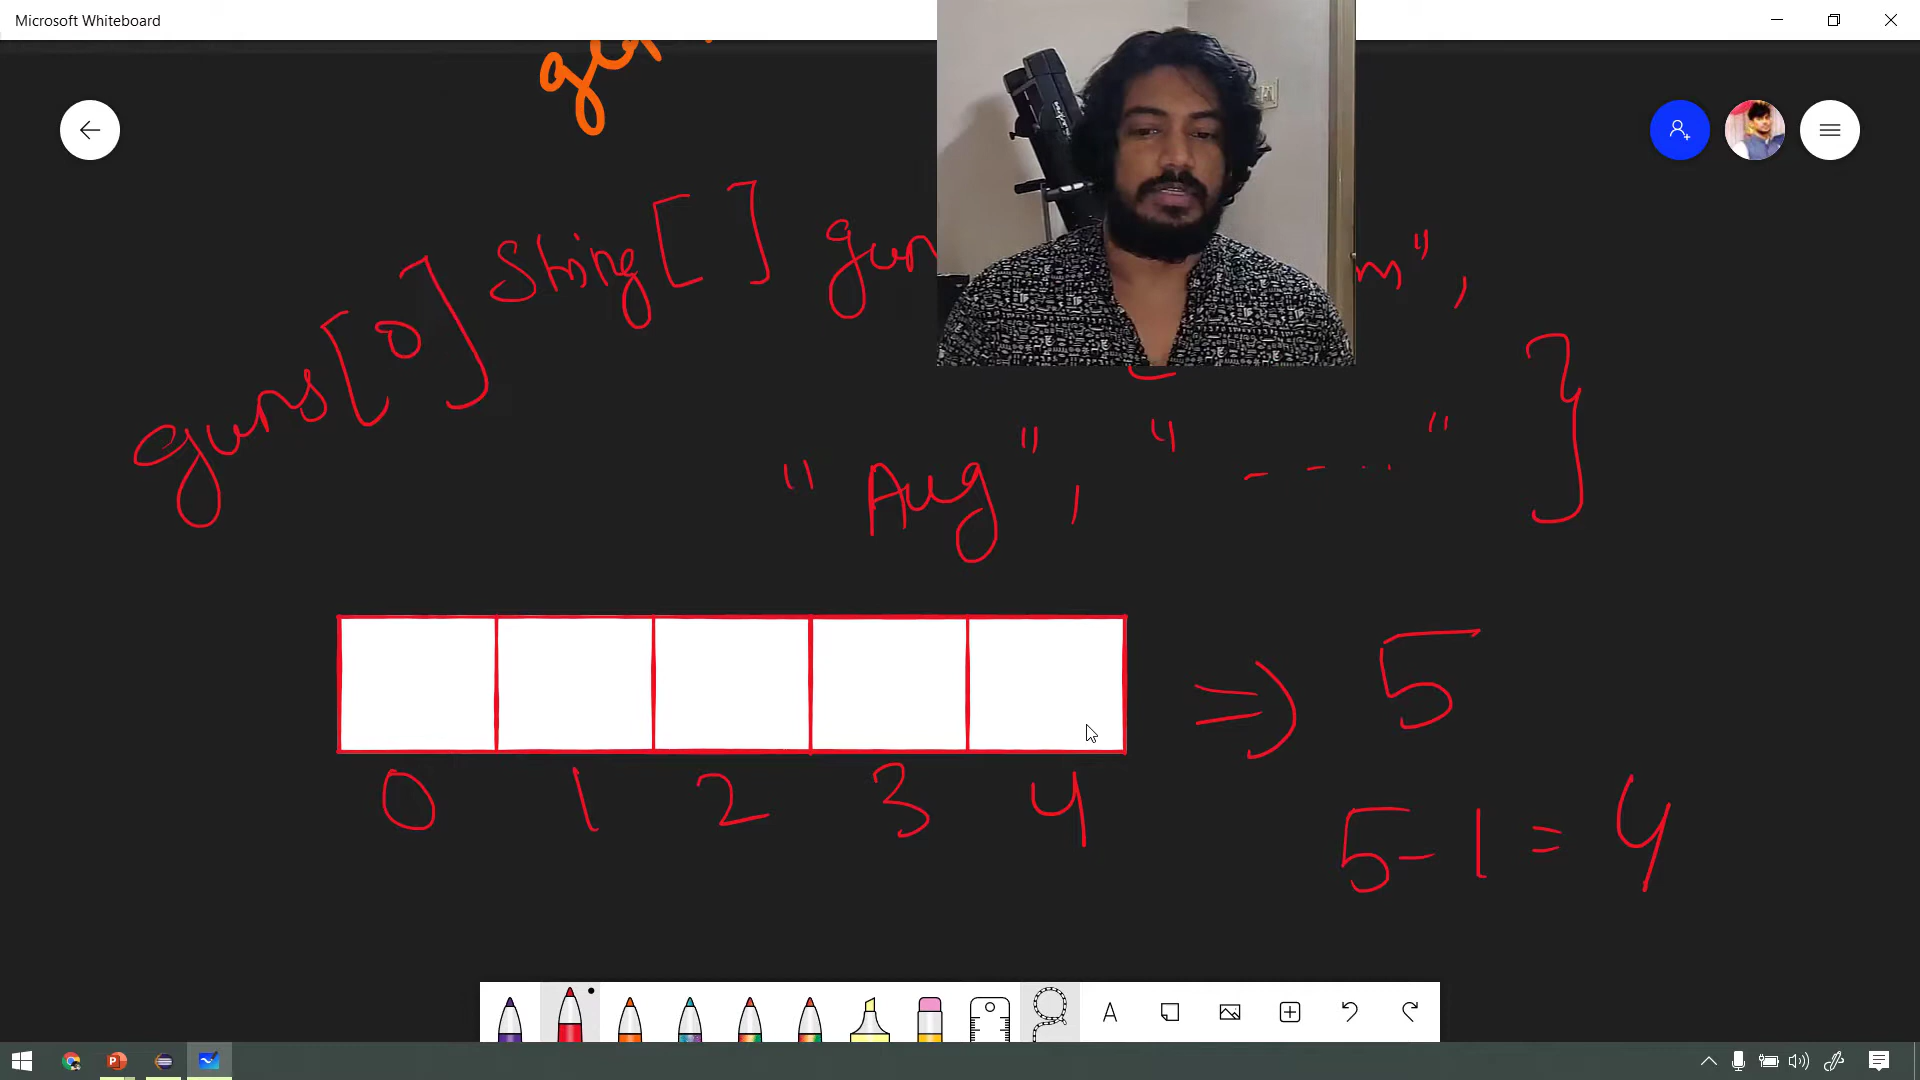 Microsoft Whiteboard
String[ ] gun
m",
guns[0]
"Aug", " - - ... " }
⇒ 5
0 1 2 3 4
5 - 1 = 4
A